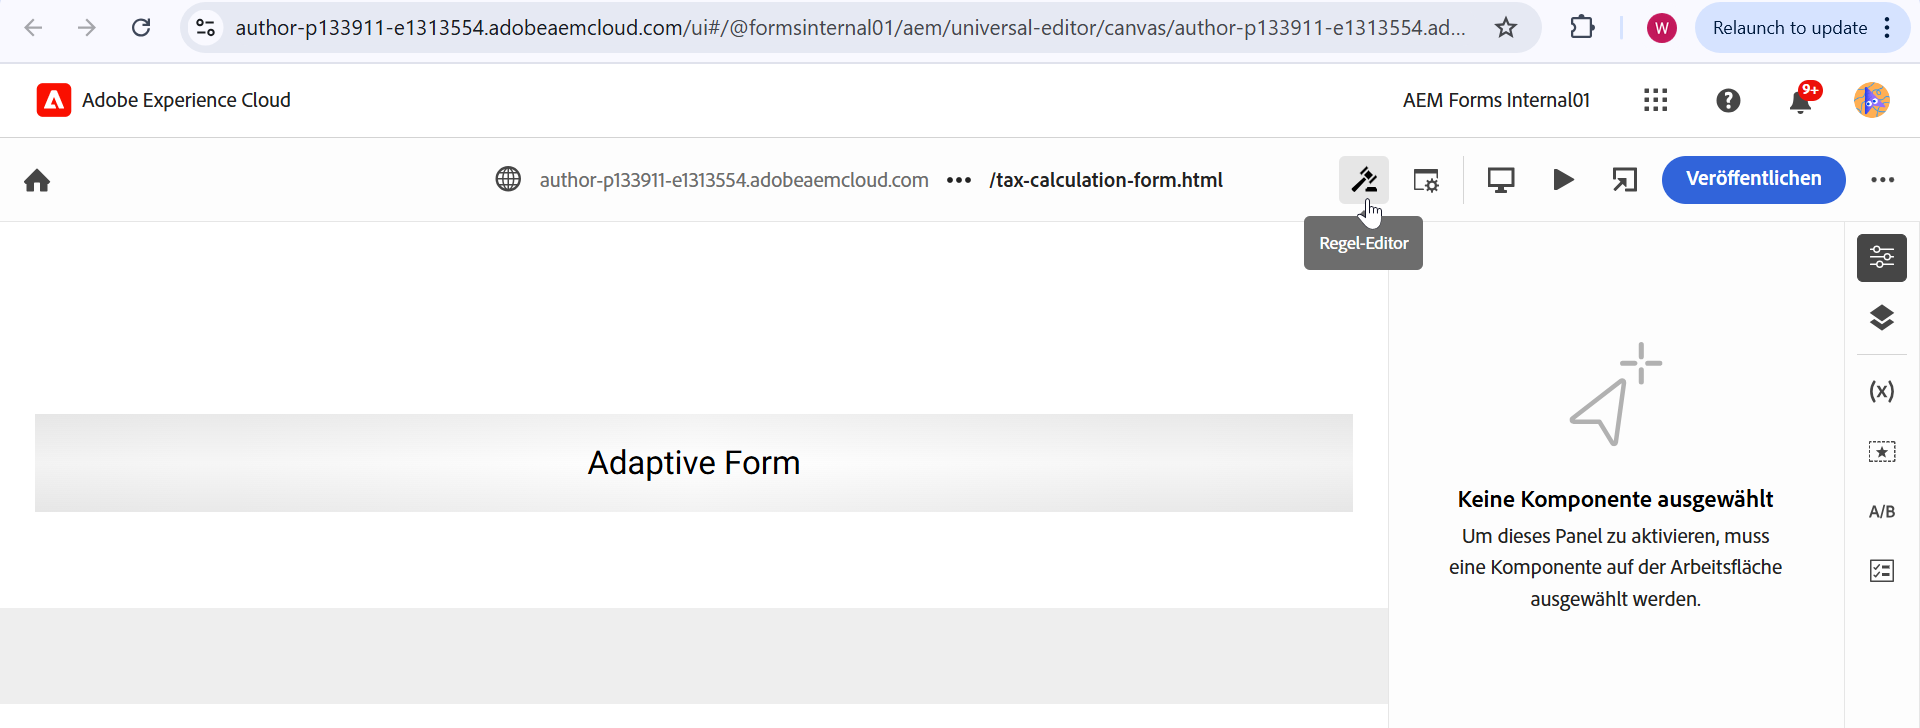 author-p133911-e1313554.adobeaemcloud.com/ui#/@formsinternal01/aem/universal-editor/canvas/author-p133911-e1313554.ad...
W
Relaunch to update
Adobe Experience Cloud
AEM Forms Internal01
9+
author-p133911-e1313554.adobeaemcloud.com ••• /tax-calculation-form.html
Veröffentlichen
Regel-Editor
Adaptive Form
Keine Komponente ausgewählt
Um dieses Panel zu aktivieren, muss
eine Komponente auf der Arbeitsfläche
ausgewählt werden.
(x)
A/B